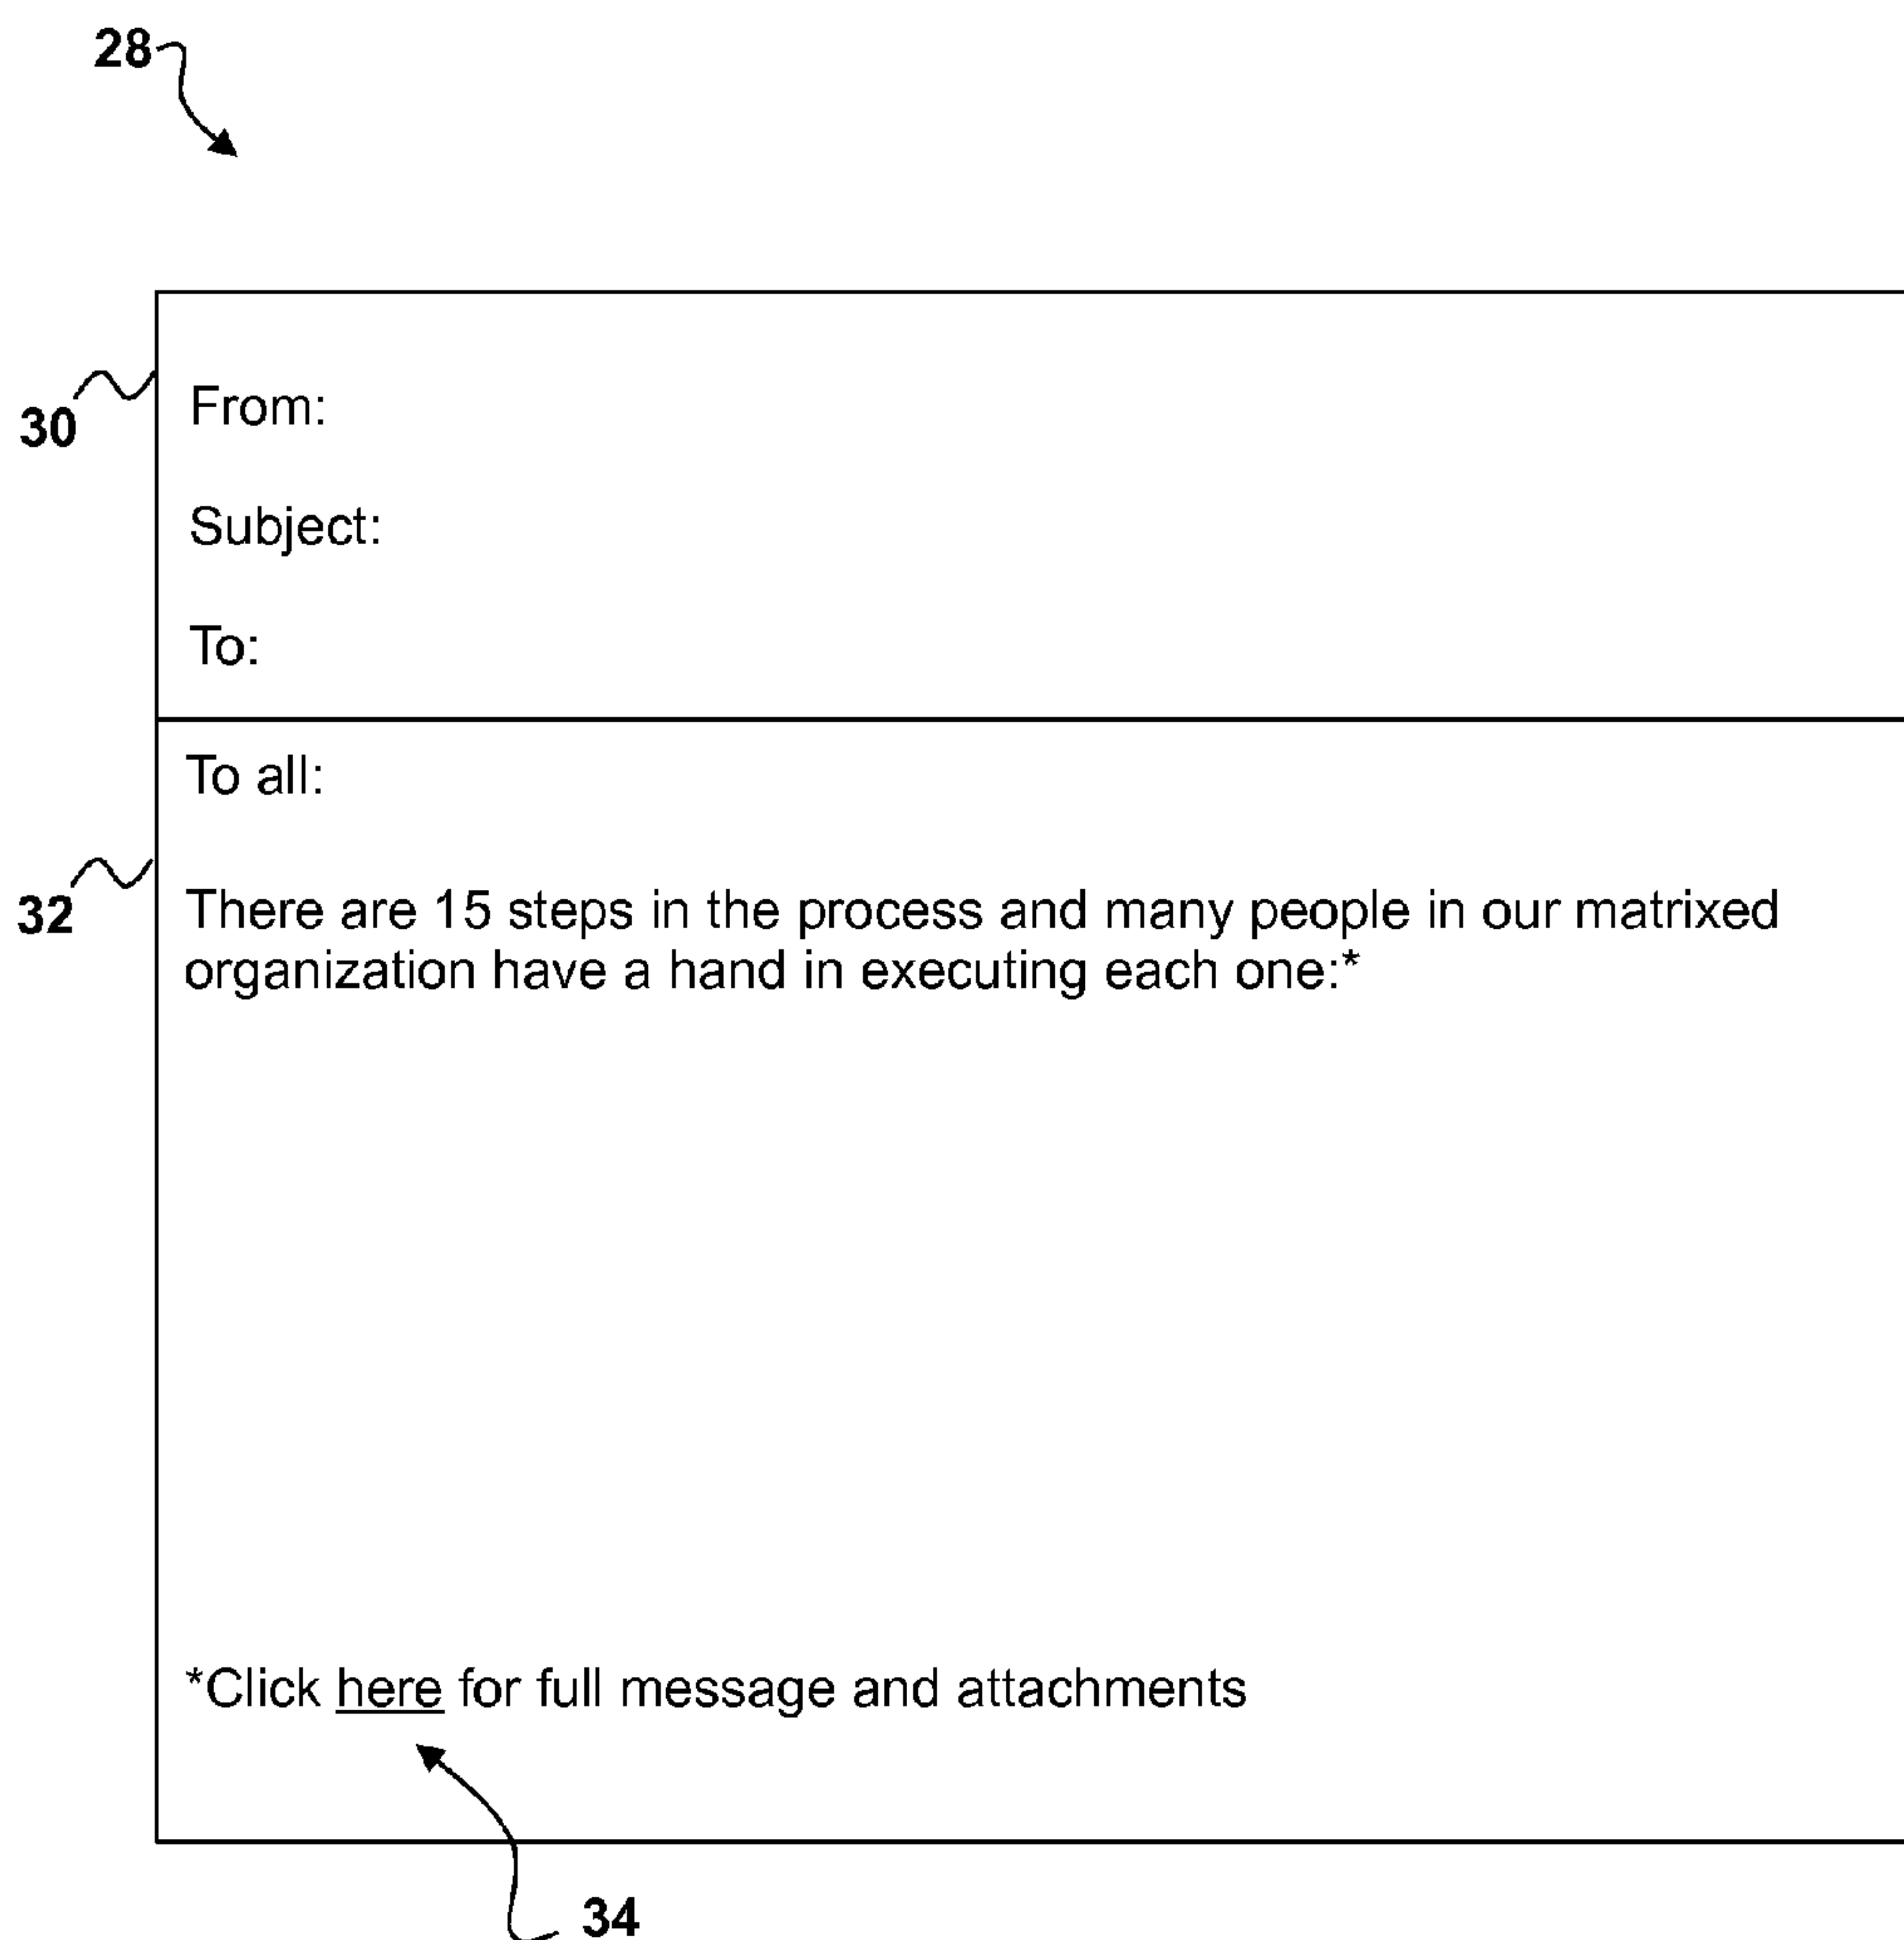 28
30
From:
Subject:
To:
To all:
32
There are 15 steps in the process and many people in our matrixed
organization have a hand in executing each one:*
*Click here for full message and attachments
34